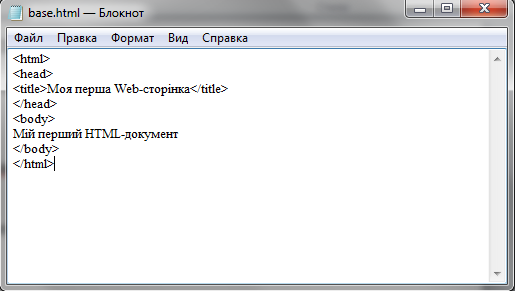 base.html — Блокнот
Файл Правка Формат Вид Справка
<html>
<head>
<title>Моя перша Web-сторінка</title>
</head>
<body>
Мій перший HTML-документ
</body>
</html>